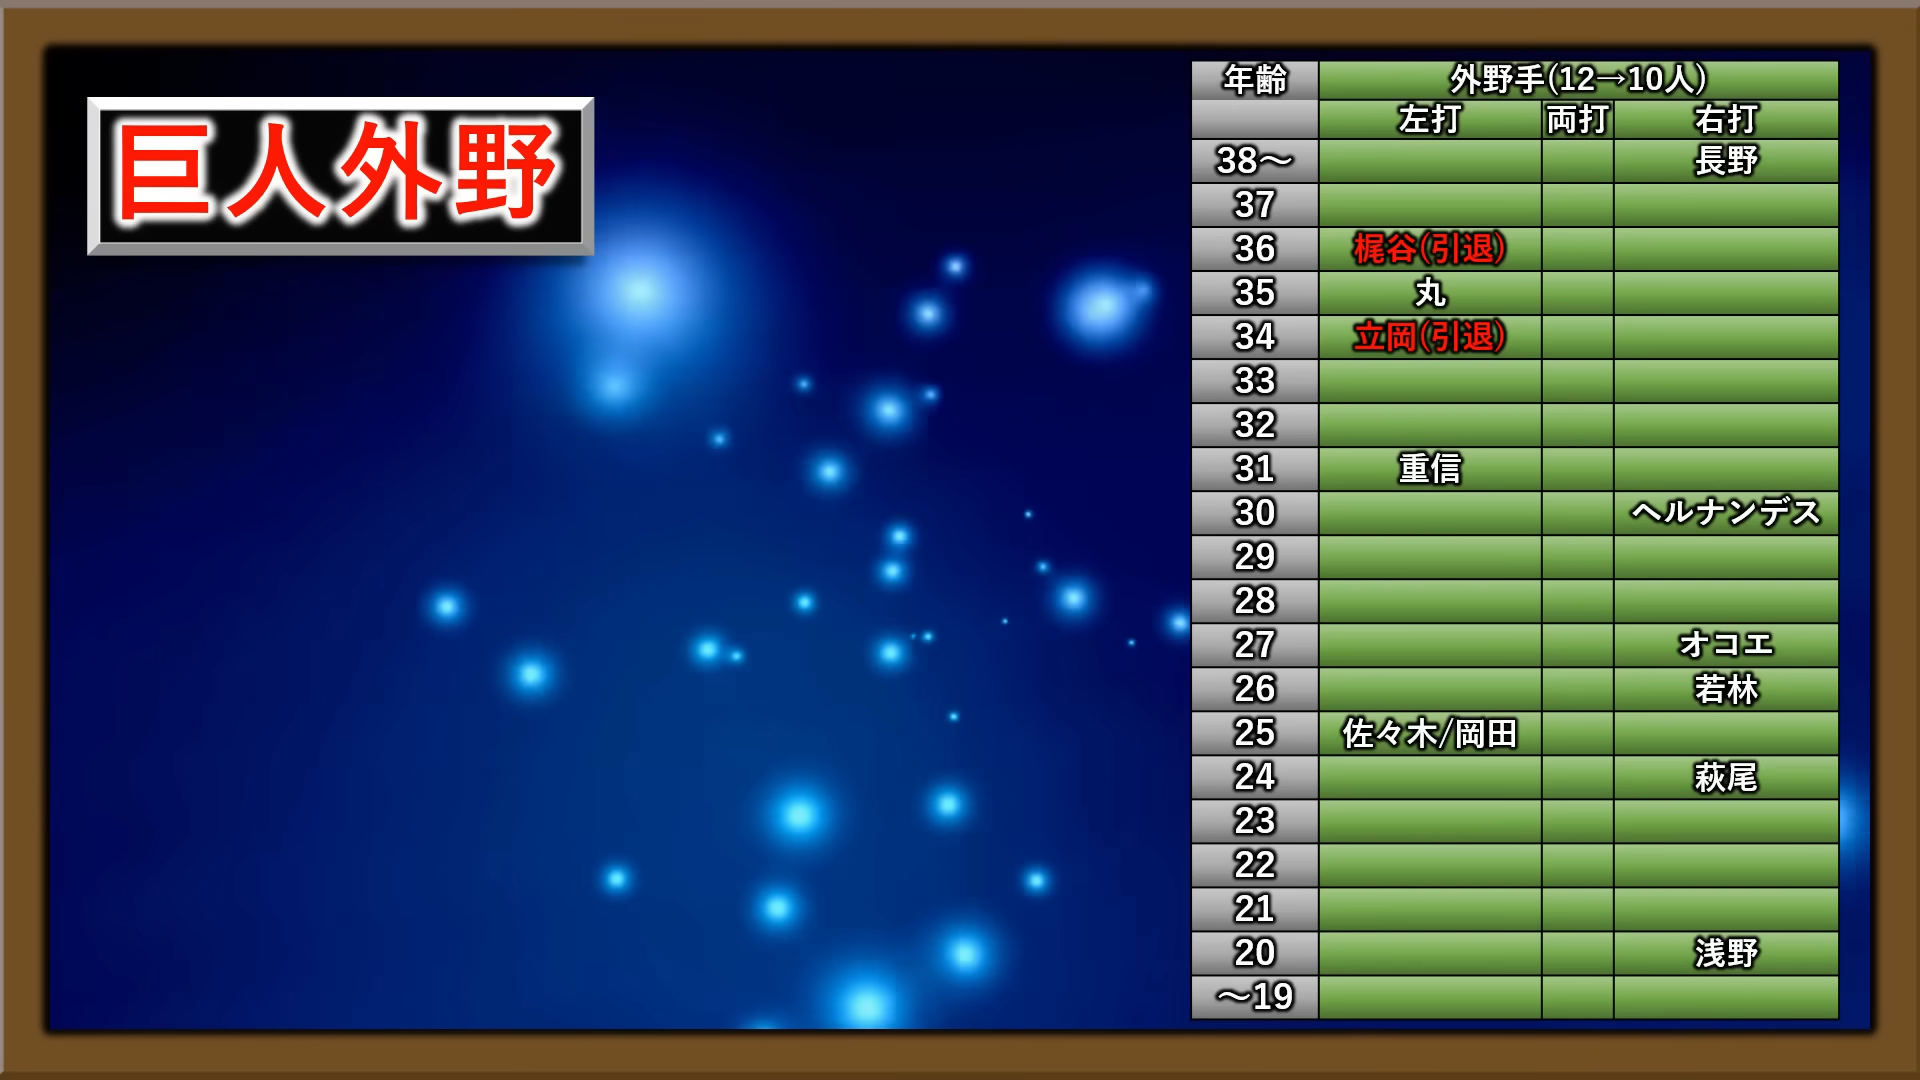 巨人外野
年齢 外野手(12→10人)
左打 両打 右打
38～ 長野
37
36 梶谷(引退)
35 丸
34 立岡(引退)
33
32
31 重信
30 ヘルナンデス
29
28
27 オコエ
26 若林
25 佐々木/岡田
24 萩尾
23
22
21
20 浅野
～19